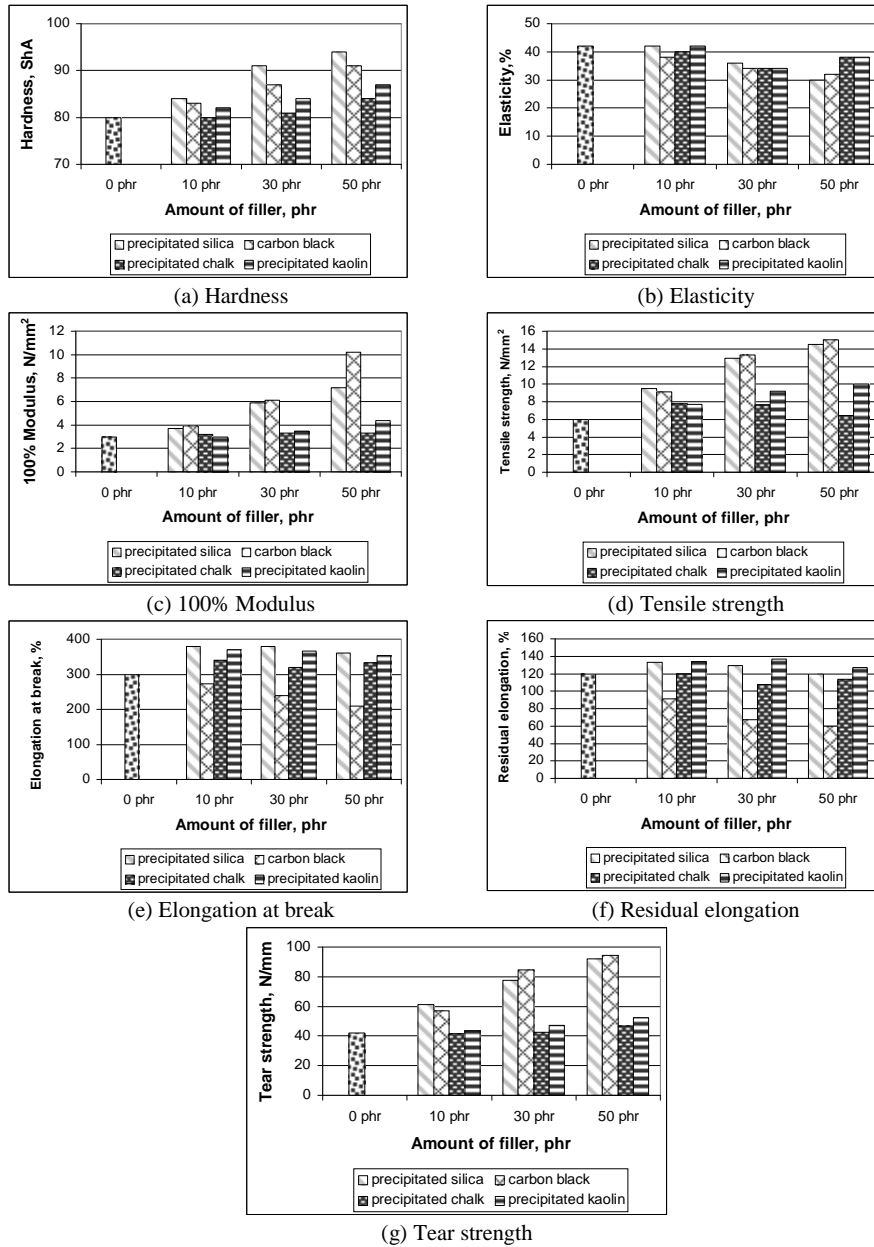 Hardness, ShA
100
90
80
70
0 phr 10 phr 30 phr 50 phr
Amount of filler, phr
precipitated silica carbon black
precipitated chalk precipitated kaolin
(a) Hardness
Elasticity,%
50
40
30
20
10
0
0 phr 10 phr 30 phr 50 phr
Amount of filler, phr
precipitated silica carbon black
precipitated chalk precipitated kaolin
(b) Elasticity
100% Modulus, N/mm²
12
10
8
6
4
2
0
0 phr 10 phr 30 phr 50 phr
Amount of filler, phr
precipitated silica carbon black
precipitated chalk precipitated kaolin
(c) 100% Modulus
Tensile strength, N/mm²
16
14
12
10
8
6
4
2
0
0 phr 10 phr 30 phr 50 phr
Amount of filler, phr
precipitated silica carbon black
precipitated chalk precipitated kaolin
(d) Tensile strength
Elongation at break, %
400
300
200
100
0
0 phr 10 phr 30 phr 50 phr
Amount of filler, phr
precipitated silica carbon black
precipitated chalk precipitated kaolin
(e) Elongation at break
Residual elongation, %
160
140
120
100
80
60
40
20
0
0 phr 10 phr 30 phr 50 phr
Amount of filler, phr
precipitated silica carbon black
precipitated chalk precipitated kaolin
(f) Residual elongation
Tear strength, N/mm
100
80
60
40
20
0
0 phr 10 phr 30 phr 50 phr
Amount of filler, phr
precipitated silica carbon black
precipitated chalk precipitated kaolin
(g) Tear strength